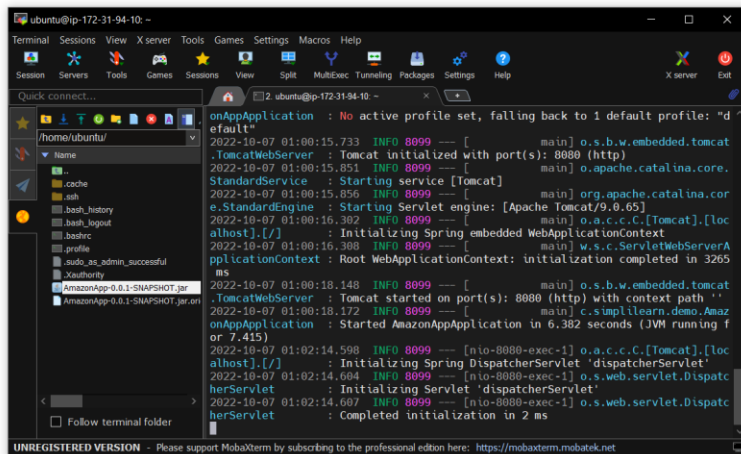 ubuntu@ip-172-31-94-10: ~
Terminal Sessions View X server Tools Games Settings Macros Help
Session Servers Tools Games Sessions View Split MultiExec Tunneling Packages Settings Help X server Exit
Quick connect...
2. ubuntu@ip-172-31-94-10: ~
/home/ubuntu/
Name
..
.cache
.ssh
.bash_history
.bash_logout
.bashrc
.profile
.sudo_as_admin_successful
.Xauthority
AmazonApp-0.0.1-SNAPSHOT.jar
AmazonApp-0.0.1-SNAPSHOT.jar.ori
Follow terminal folder
onAppApplication : No active profile set, falling back to 1 default profile: "d
efault"
2022-10-07 01:00:15.733 INFO 8099 --- [ main] o.s.b.w.embedded.tomcat
.TomcatWebServer : Tomcat initialized with port(s): 8080 (http)
2022-10-07 01:00:15.851 INFO 8099 --- [ main] o.apache.catalina.core.
StandardService : Starting service [Tomcat]
2022-10-07 01:00:15.856 INFO 8099 --- [ main] org.apache.catalina.cor
e.StandardEngine : Starting Servlet engine: [Apache Tomcat/9.0.65]
2022-10-07 01:00:16.302 INFO 8099 --- [ main] o.a.c.c.C.[Tomcat].[loc
alhost].[/] : Initializing Spring embedded WebApplicationContext
2022-10-07 01:00:16.308 INFO 8099 --- [ main] w.s.c.ServletWebServerA
pplicationContext : Root WebApplicationContext: initialization completed in 3265
ms
2022-10-07 01:00:18.148 INFO 8099 --- [ main] o.s.b.w.embedded.tomcat
.TomcatWebServer : Tomcat started on port(s): 8080 (http) with context path ''
2022-10-07 01:00:18.172 INFO 8099 --- [ main] c.simplilearn.demo.Amaz
onAppApplication : Started AmazonAppApplication in 6.382 seconds (JVM running f
or 7.415)
2022-10-07 01:02:14.598 INFO 8099 --- [nio-8080-exec-1] o.a.c.c.C.[Tomcat].[loc
alhost].[/] : Initializing Spring DispatcherServlet 'dispatcherServlet'
2022-10-07 01:02:14.604 INFO 8099 --- [nio-8080-exec-1] o.s.web.servlet.Dispatc
herServlet : Initializing Servlet 'dispatcherServlet'
2022-10-07 01:02:14.607 INFO 8099 --- [nio-8080-exec-1] o.s.web.servlet.Dispatc
herServlet : Completed initialization in 2 ms
UNREGISTERED VERSION - Please support MobaXterm by subscribing to the professional edition here: https://mobaxterm.mobatek.net